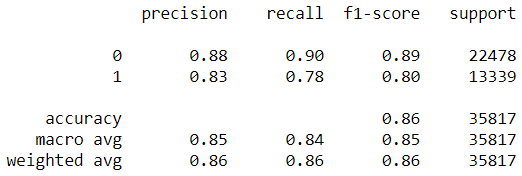 precision recall f1-score support
0 0.88 0.90 0.89 22478
1 0.83 0.78 0.80 13339
accuracy 0.86 35817
macro avg 0.85 0.84 0.85 35817
weighted avg 0.86 0.86 0.86 35817